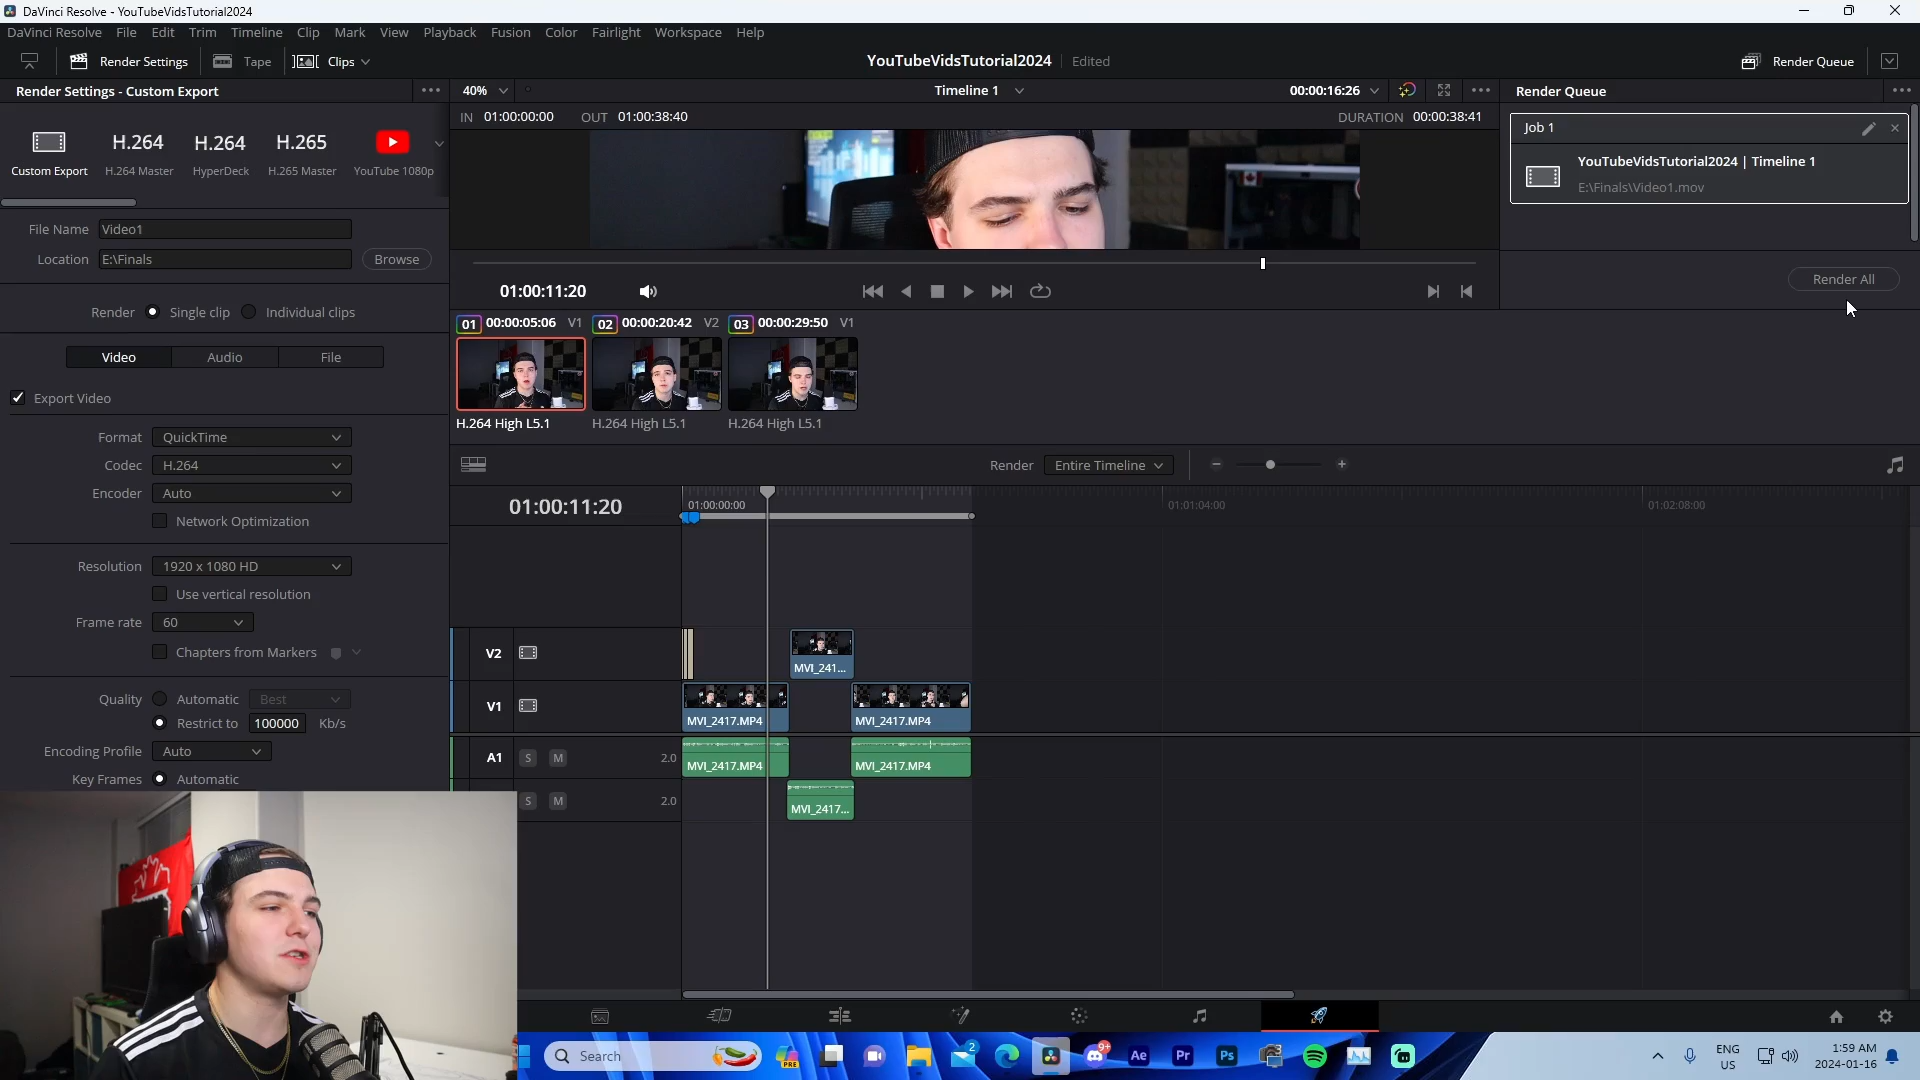 DaVinci Resolve - YouTubeVidsTutorial2024
DaVinci Resolve File Edit Trim Timeline Clip Mark View Playback Fusion Color Fairlight Workspace Help
Render Settings Tape Clips YouTubeVidsTutorial2024 Edited Render Queue
Render Settings - Custom Export 40% Timeline 1 00:00:16:26 Render Queue
IN 01:00:00:00 OUT 01:00:38:40 DURATION 00:00:38:41
Job 1
H.264 H.264 H.265
Custom Export H.264 Master HyperDeck H.265 Master YouTube 1080p
YouTubeVidsTutorial2024 | Timeline 1
E:\Finals\Video1.mov
File Name Video1
Location E:\Finals Browse
Render All
01:00:11:20
Render Single clip Individual clips
01 00:00:05:06 V1 02 00:00:20:42 V2 03 00:00:29:50 V1
Video Audio File
Export Video
H.264 High L5.1 H.264 High L5.1 H.264 High L5.1
Format QuickTime
Codec H.264
Render Entire Timeline
Encoder Auto
01:00:11:20 01:00:00:00 01:01:04:00 01:02:08:00
Network Optimization
Resolution 1920 x 1080 HD
Use vertical resolution
Frame rate 60
Chapters from Markers
V2 MVI_241...
Quality Automatic Best
Restrict to 100000 Kb/s
V1 MVI_2417.MP4 MVI_2417.MP4
Encoding Profile Auto
A1 S M 2.0 MVI_2417.MP4 MVI_2417.MP4
Key Frames Automatic
S M 2.0 MVI_2417...
Search PRE 2 9+ Ae Pr Ps
ENG
US
1:59 AM
2024-01-16